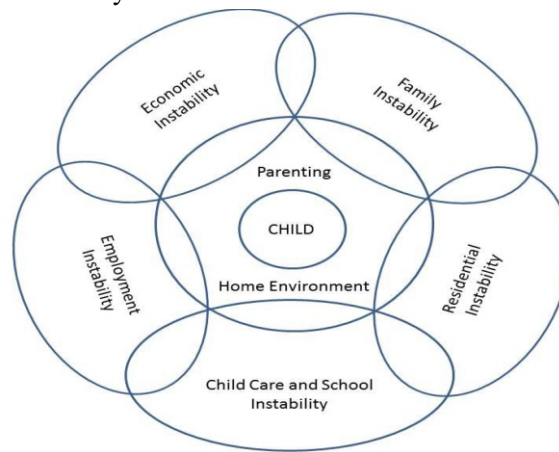 Economic
Instability
Family
Instability
Parenting
CHILD
Employment
Instability
Home Environment
Residential
Instability
Child Care and School
Instability